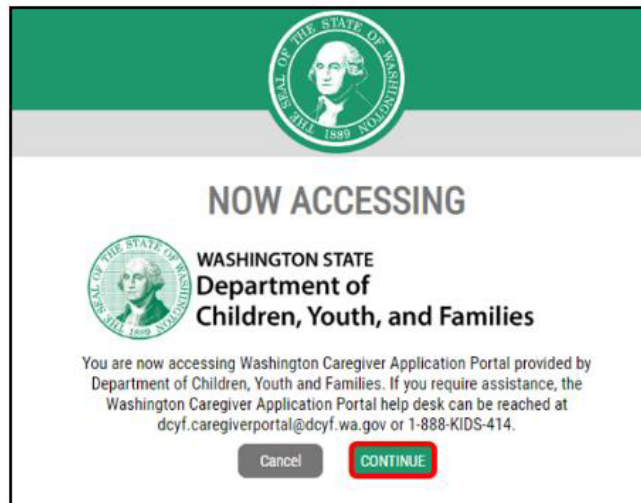 THE SEAL OF THE STATE OF WASHINGTON
1889
NOW ACCESSING
THE SEAL OF THE STATE OF WASHINGTON
1889
WASHINGTON STATE
Department of
Children, Youth, and Families
You are now accessing Washington Caregiver Application Portal provided by
Department of Children, Youth and Families. If you require assistance, the
Washington Caregiver Application Portal help desk can be reached at
dcyf.caregiverportal@dcyf.wa.gov or 1-888-KIDS-414.
Cancel
CONTINUE